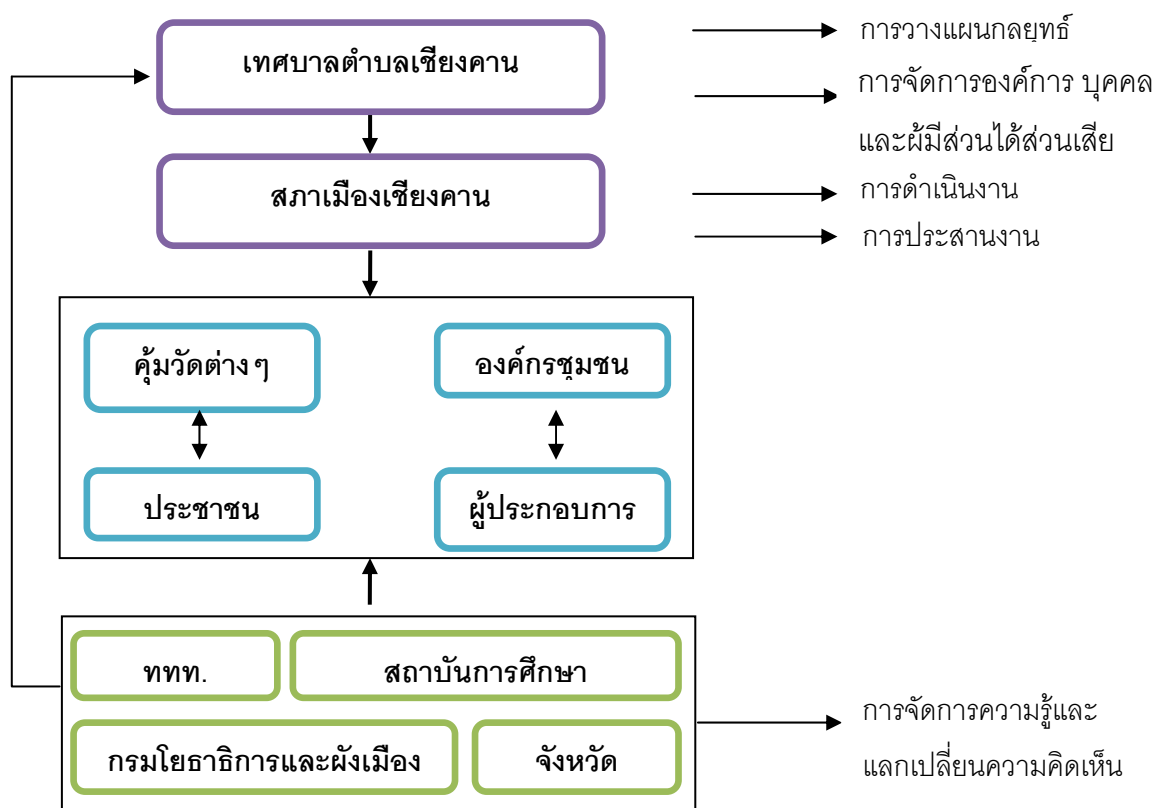 เทศบาลตำบลเชียงคาน
การวางแผนกลยุทธ์
การจัดการองค์การ บุคคล
และผู้มีส่วนได้ส่วนเสีย
สภาเมืองเชียงคาน
การดำเนินงาน
การประสานงาน
คุ้มวัดต่างๆ
องค์กรชุมชน
ประชาชน
ผู้ประกอบการ
ททท.
สถาบันการศึกษา
กรมโยธาธิการและผังเมือง
จังหวัด
การจัดการความรู้และ
แลกเปลี่ยนความคิดเห็น